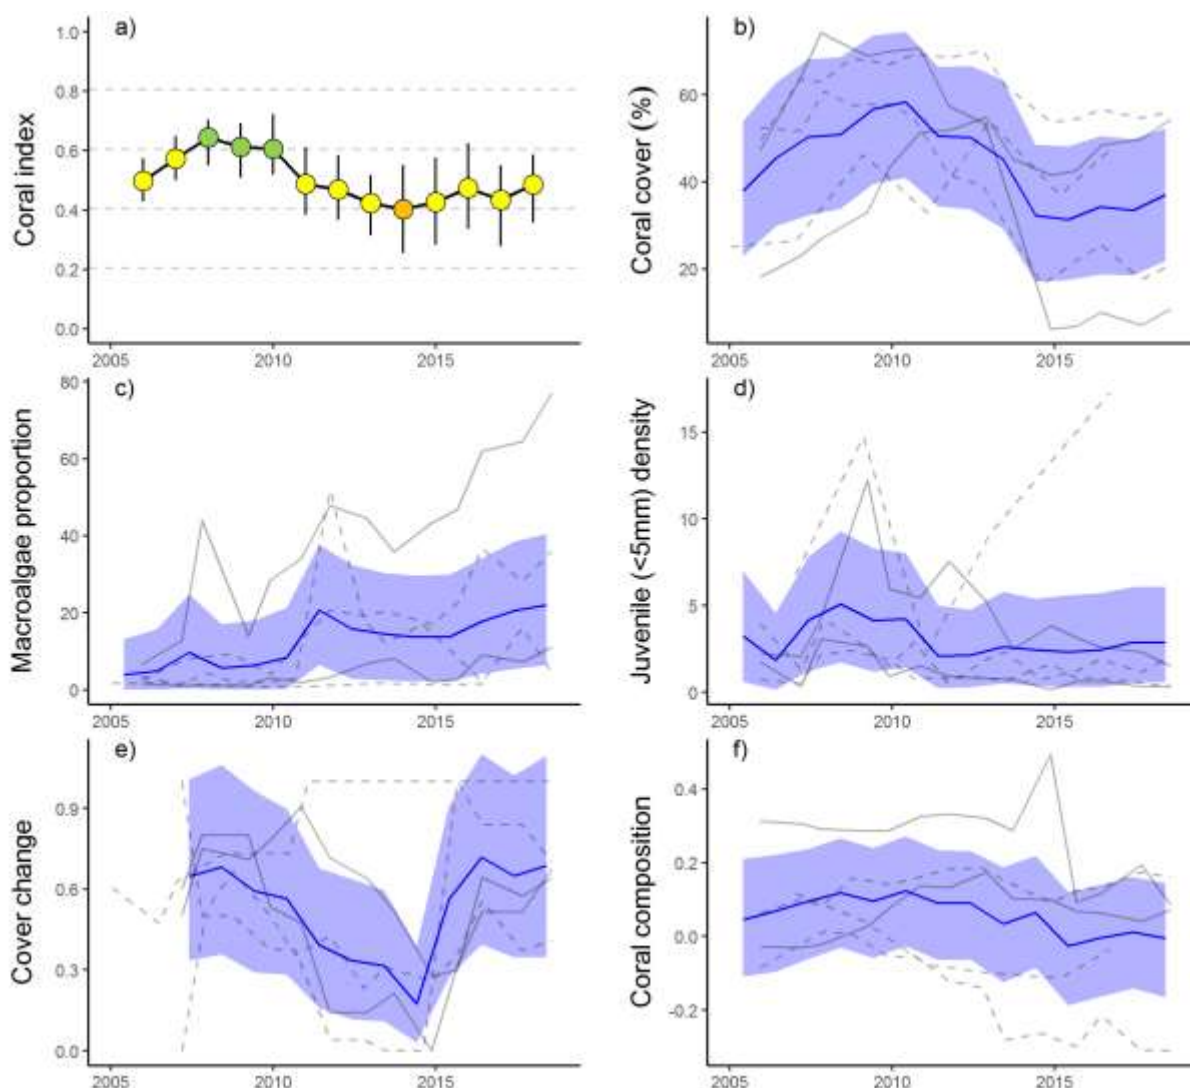 a)
Coral index
1.0
0.8
0.6
0.4
0.2
0.0
2005 2010 2015
b)
Coral cover (%)
60
40
20
2005 2010 2015
c)
Macroalgae proportion
80
60
40
20
0
2005 2010 2015
d)
Juvenile (<5mm) density
15
10
5
0
2005 2010 2015
e)
Cover change
0.9
0.6
0.3
0.0
2005 2010 2015
f)
Coral composition
0.4
0.2
0.0
-0.2
2005 2010 2015